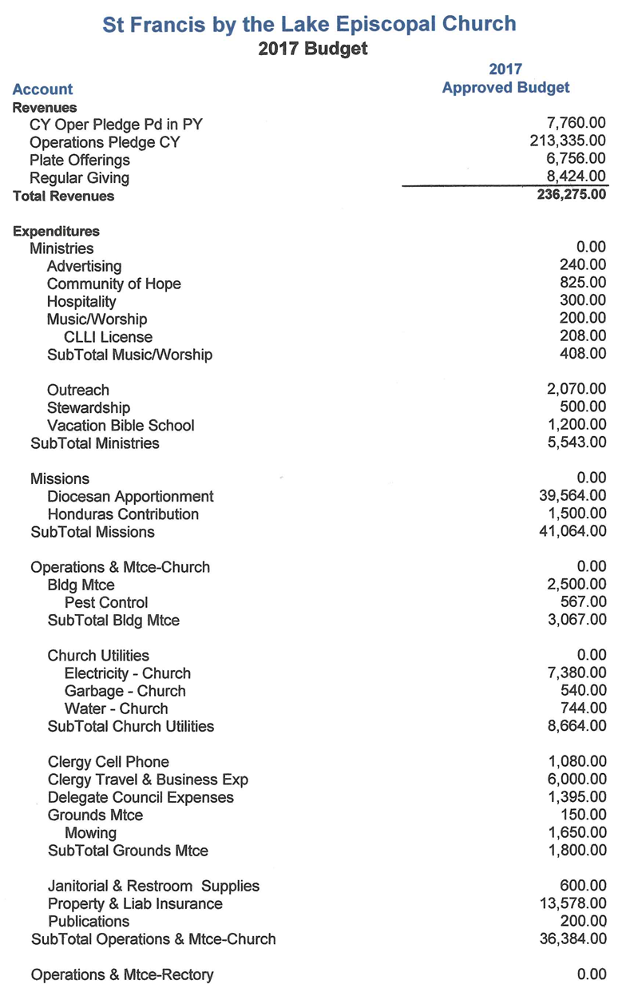 St Francis by the Lake Episcopal Church
2017 Budget
2017
Account Approved Budget
Revenues
CY Oper Pledge Pd in PY 7,760.00
Operations Pledge CY 213,335.00
Plate Offerings 6,756.00
Regular Giving 8,424.00
Total Revenues 236,275.00
Expenditures
Ministries 0.00
Advertising 240.00
Community of Hope 825.00
Hospitality 300.00
Music/Worship 200.00
CLLI License 208.00
SubTotal Music/Worship 408.00
Outreach 2,070.00
Stewardship 500.00
Vacation Bible School 1,200.00
SubTotal Ministries 5,543.00
Missions 0.00
Diocesan Apportionment 39,564.00
Honduras Contribution 1,500.00
SubTotal Missions 41,064.00
Operations & Mtce-Church 0.00
Bldg Mtce 2,500.00
Pest Control 567.00
SubTotal Bldg Mtce 3,067.00
Church Utilities 0.00
Electricity - Church 7,380.00
Garbage - Church 540.00
Water - Church 744.00
SubTotal Church Utilities 8,664.00
Clergy Cell Phone 1,080.00
Clergy Travel & Business Exp 6,000.00
Delegate Council Expenses 1,395.00
Grounds Mtce 150.00
Mowing 1,650.00
SubTotal Grounds Mtce 1,800.00
Janitorial & Restroom Supplies 600.00
Property & Liab Insurance 13,578.00
Publications 200.00
SubTotal Operations & Mtce-Church 36,384.00
Operations & Mtce-Rectory 0.00